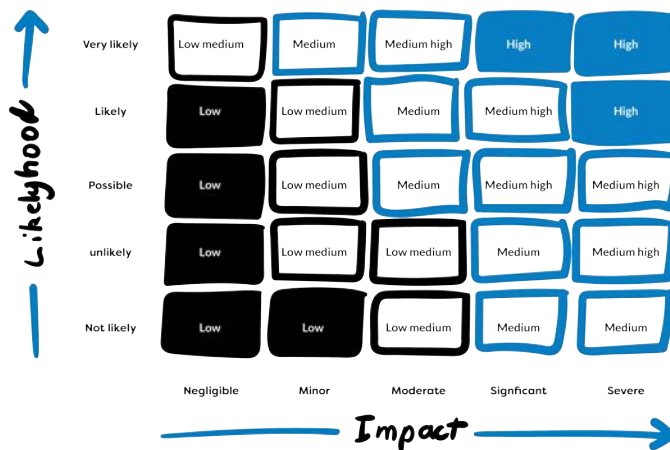 Likelyhood
Very likely Low medium Medium Medium high High High
Likely Low Low medium Medium Medium high High
Possible Low Low medium Medium Medium high Medium high
unlikely Low Low medium Low medium Medium Medium high
Not likely Low Low Low medium Medium Medium
Negligible Minor Moderate Signficant Severe
Impact